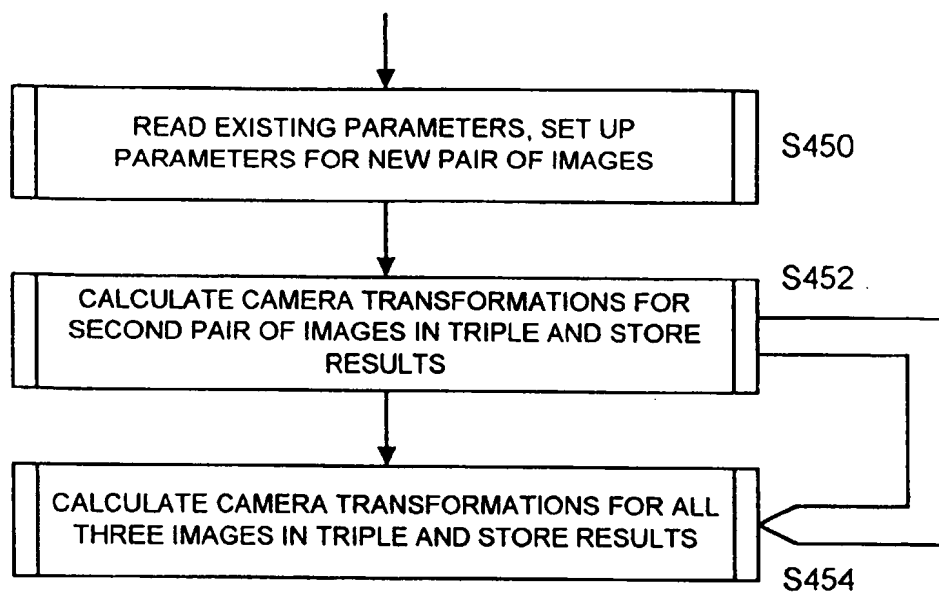 READ EXISTING PARAMETERS, SET UP
PARAMETERS FOR NEW PAIR OF IMAGES
S450
S452
CALCULATE CAMERA TRANSFORMATIONS FOR
SECOND PAIR OF IMAGES IN TRIPLE AND STORE
RESULTS
CALCULATE CAMERA TRANSFORMATIONS FOR ALL
THREE IMAGES IN TRIPLE AND STORE RESULTS
S454